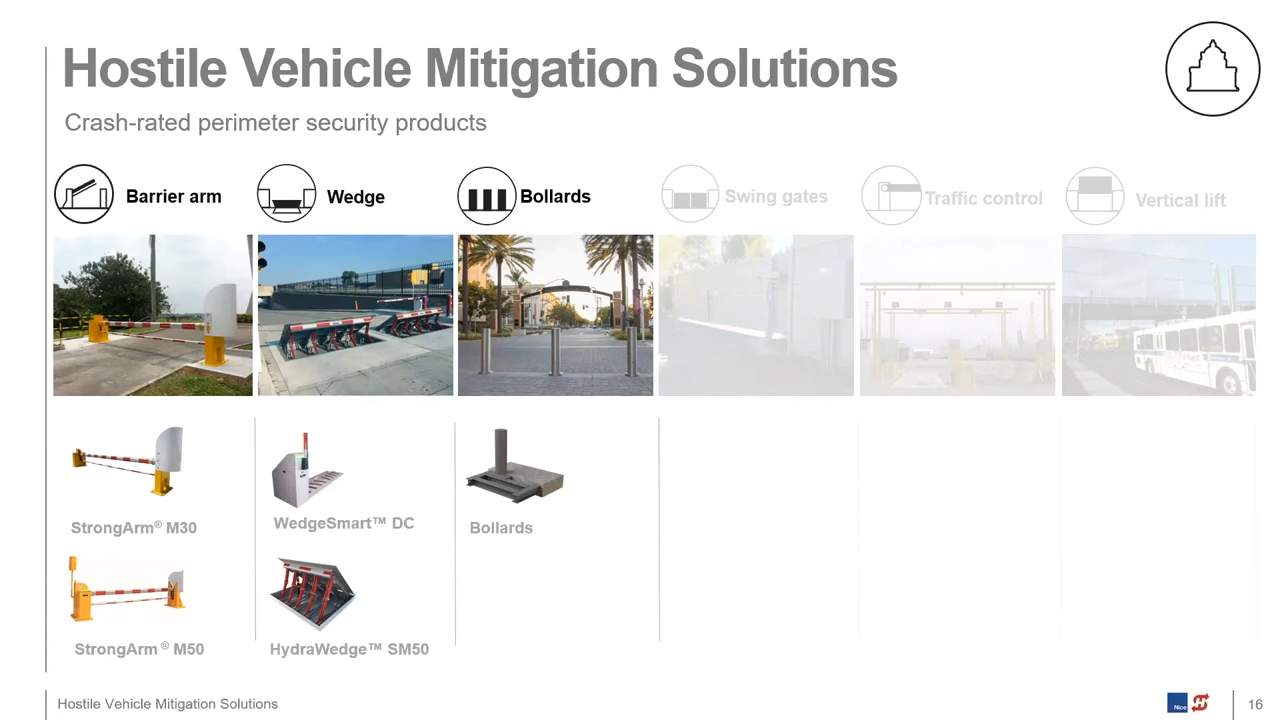 Hostile Vehicle Mitigation Solutions
Crash-rated perimeter security products
Barrier arm
Wedge
Bollards
Swing gates
Traffic control
Vertical lift
StrongArm® M30
WedgeSmart™ DC
Bollards
StrongArm ® M50
HydraWedge™ SM50
Hostile Vehicle Mitigation Solutions
Nice
H
16